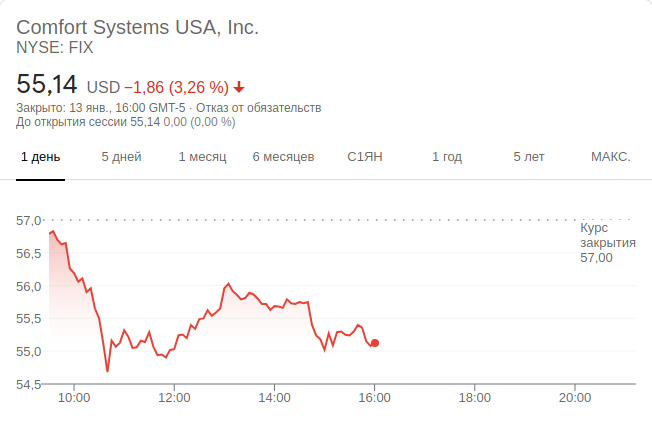 Comfort Systems USA, Inc.
NYSE: FIX
55,14 USD −1,86 (3,26 %)
Закрыто: 13 янв., 16:00 GMT-5 · Отказ от обязательств
До открытия сессии 55,14 0,00 (0,00 %)
1 день 5 дней 1 месяц 6 месяцев С1ЯН 1 год 5 лет МАКС.
57,0
Курс
закрытия
57,00
56,5
56,0
55,5
55,0
54,5
10:00 12:00 14:00 16:00 18:00 20:00